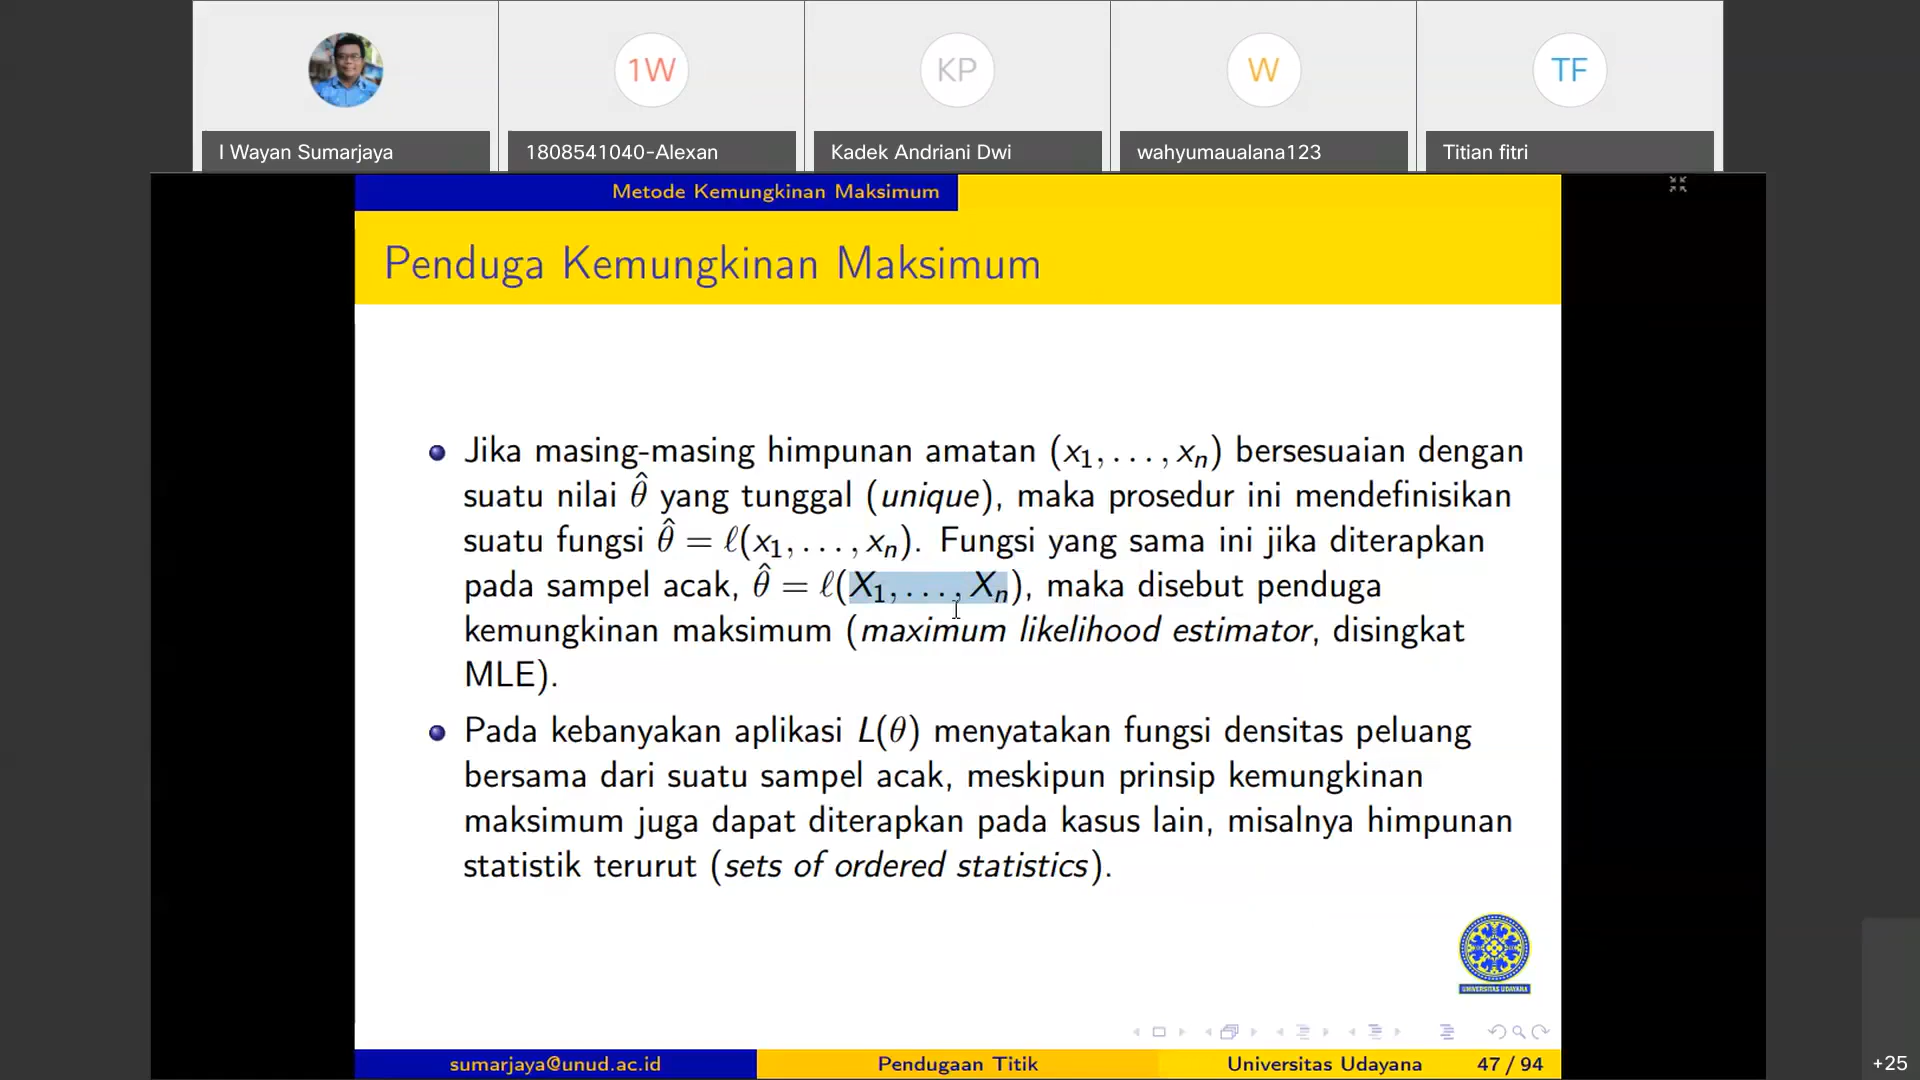 1W
KP
W
TF
I Wayan Sumarjaya
1808541040-Alexan
Kadek Andriani Dwi
wahyumaualana123
Titian fitri
Metode Kemungkinan Maksimum
Penduga Kemungkinan Maksimum
Jika masing-masing himpunan amatan (x₁, . . . , xₙ) bersesuaian dengan
suatu nilai θ̂ yang tunggal (unique), maka prosedur ini mendefinisikan
suatu fungsi θ̂ = ℓ(x₁, . . . , xₙ). Fungsi yang sama ini jika diterapkan
pada sampel acak, θ̂ = ℓ(X₁, . . . , Xₙ), maka disebut penduga
kemungkinan maksimum (maximum likelihood estimator, disingkat
MLE).
Pada kebanyakan aplikasi L(θ) menyatakan fungsi densitas peluang
bersama dari suatu sampel acak, meskipun prinsip kemungkinan
maksimum juga dapat diterapkan pada kasus lain, misalnya himpunan
statistik terurut (sets of ordered statistics).
UNIVERSITAS UDAYANA
sumarjaya@unud.ac.id
Pendugaan Titik
Universitas Udayana
47 / 94
+25